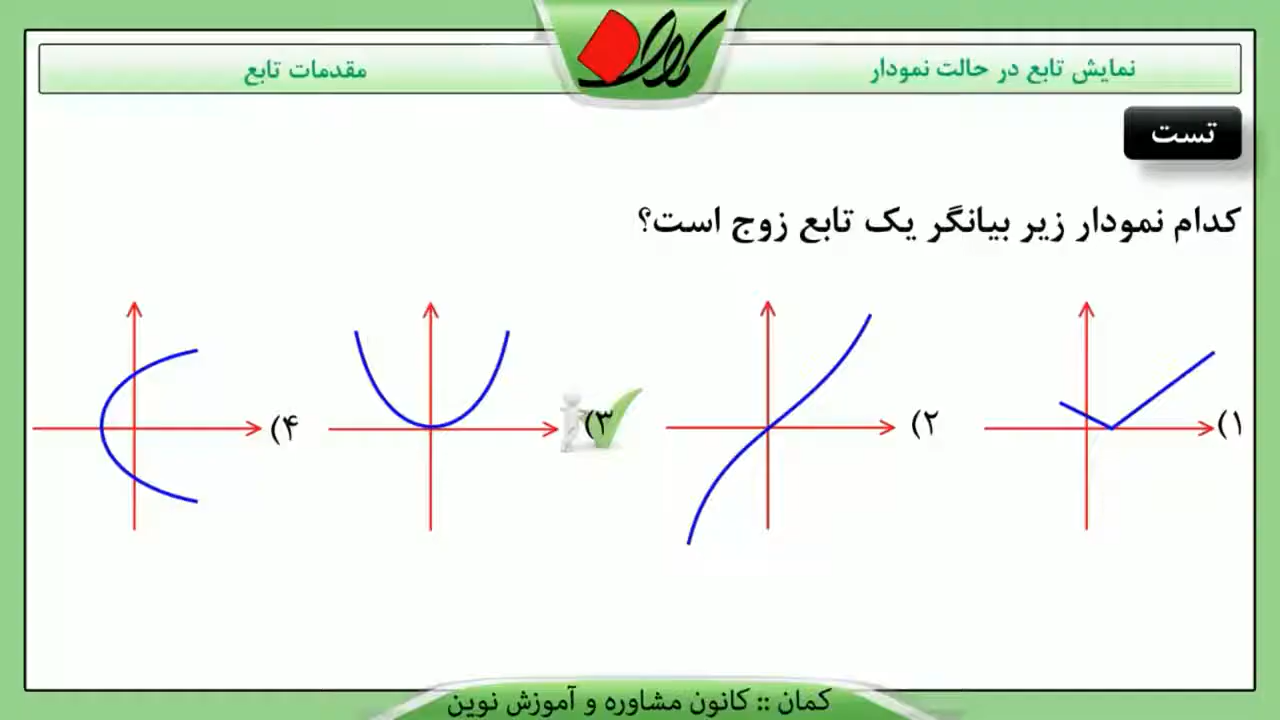 نمایش تابع در حالت نمودار
مقدمات تابع
کمان
تست
کدام نمودار زیر بیانگر یک تابع زوج است؟
۱)
۲)
۳)
۴)
کمان :: کانون مشاوره و آموزش نوین